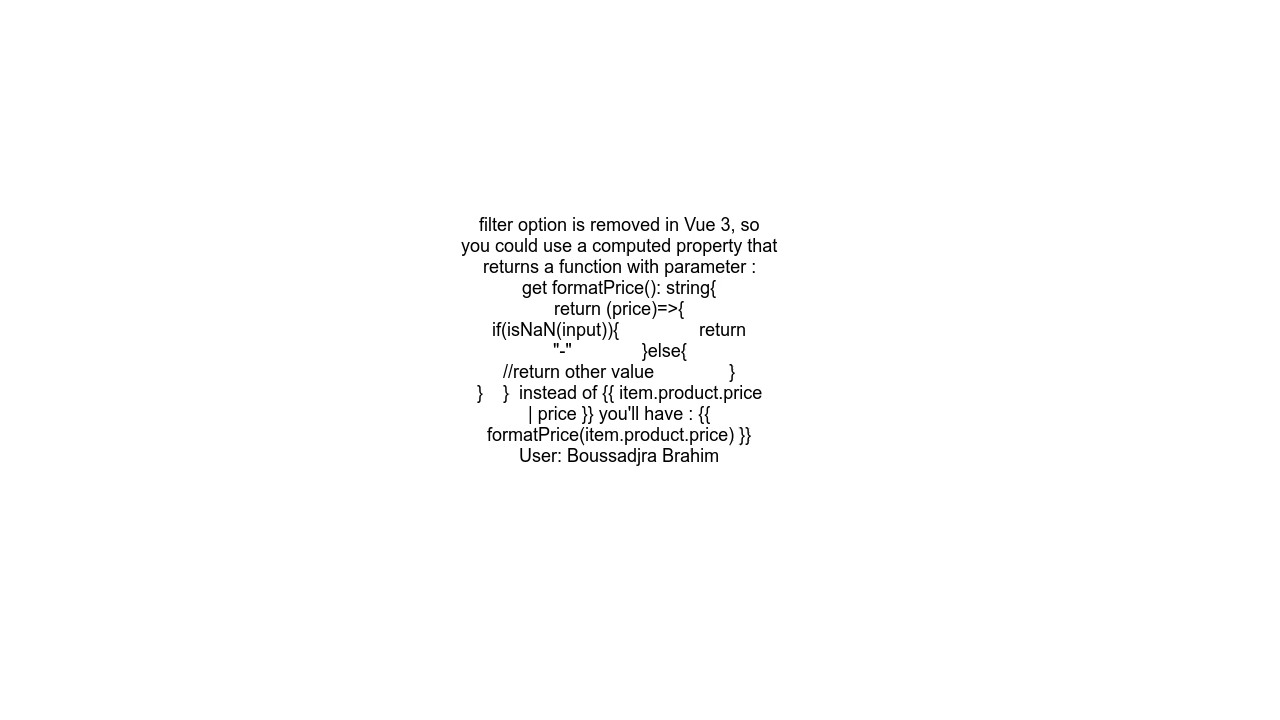 filter option is removed in Vue 3, so
you could use a computed property that
returns a function with parameter :
get formatPrice(): string{
return (price)=>{
if(isNaN(input)){                return
"-"              }else{
//return other value               }
}    }  instead of {{ item.product.price
| price }} you'll have : {{
formatPrice(item.product.price) }}
User: Boussadjra Brahim